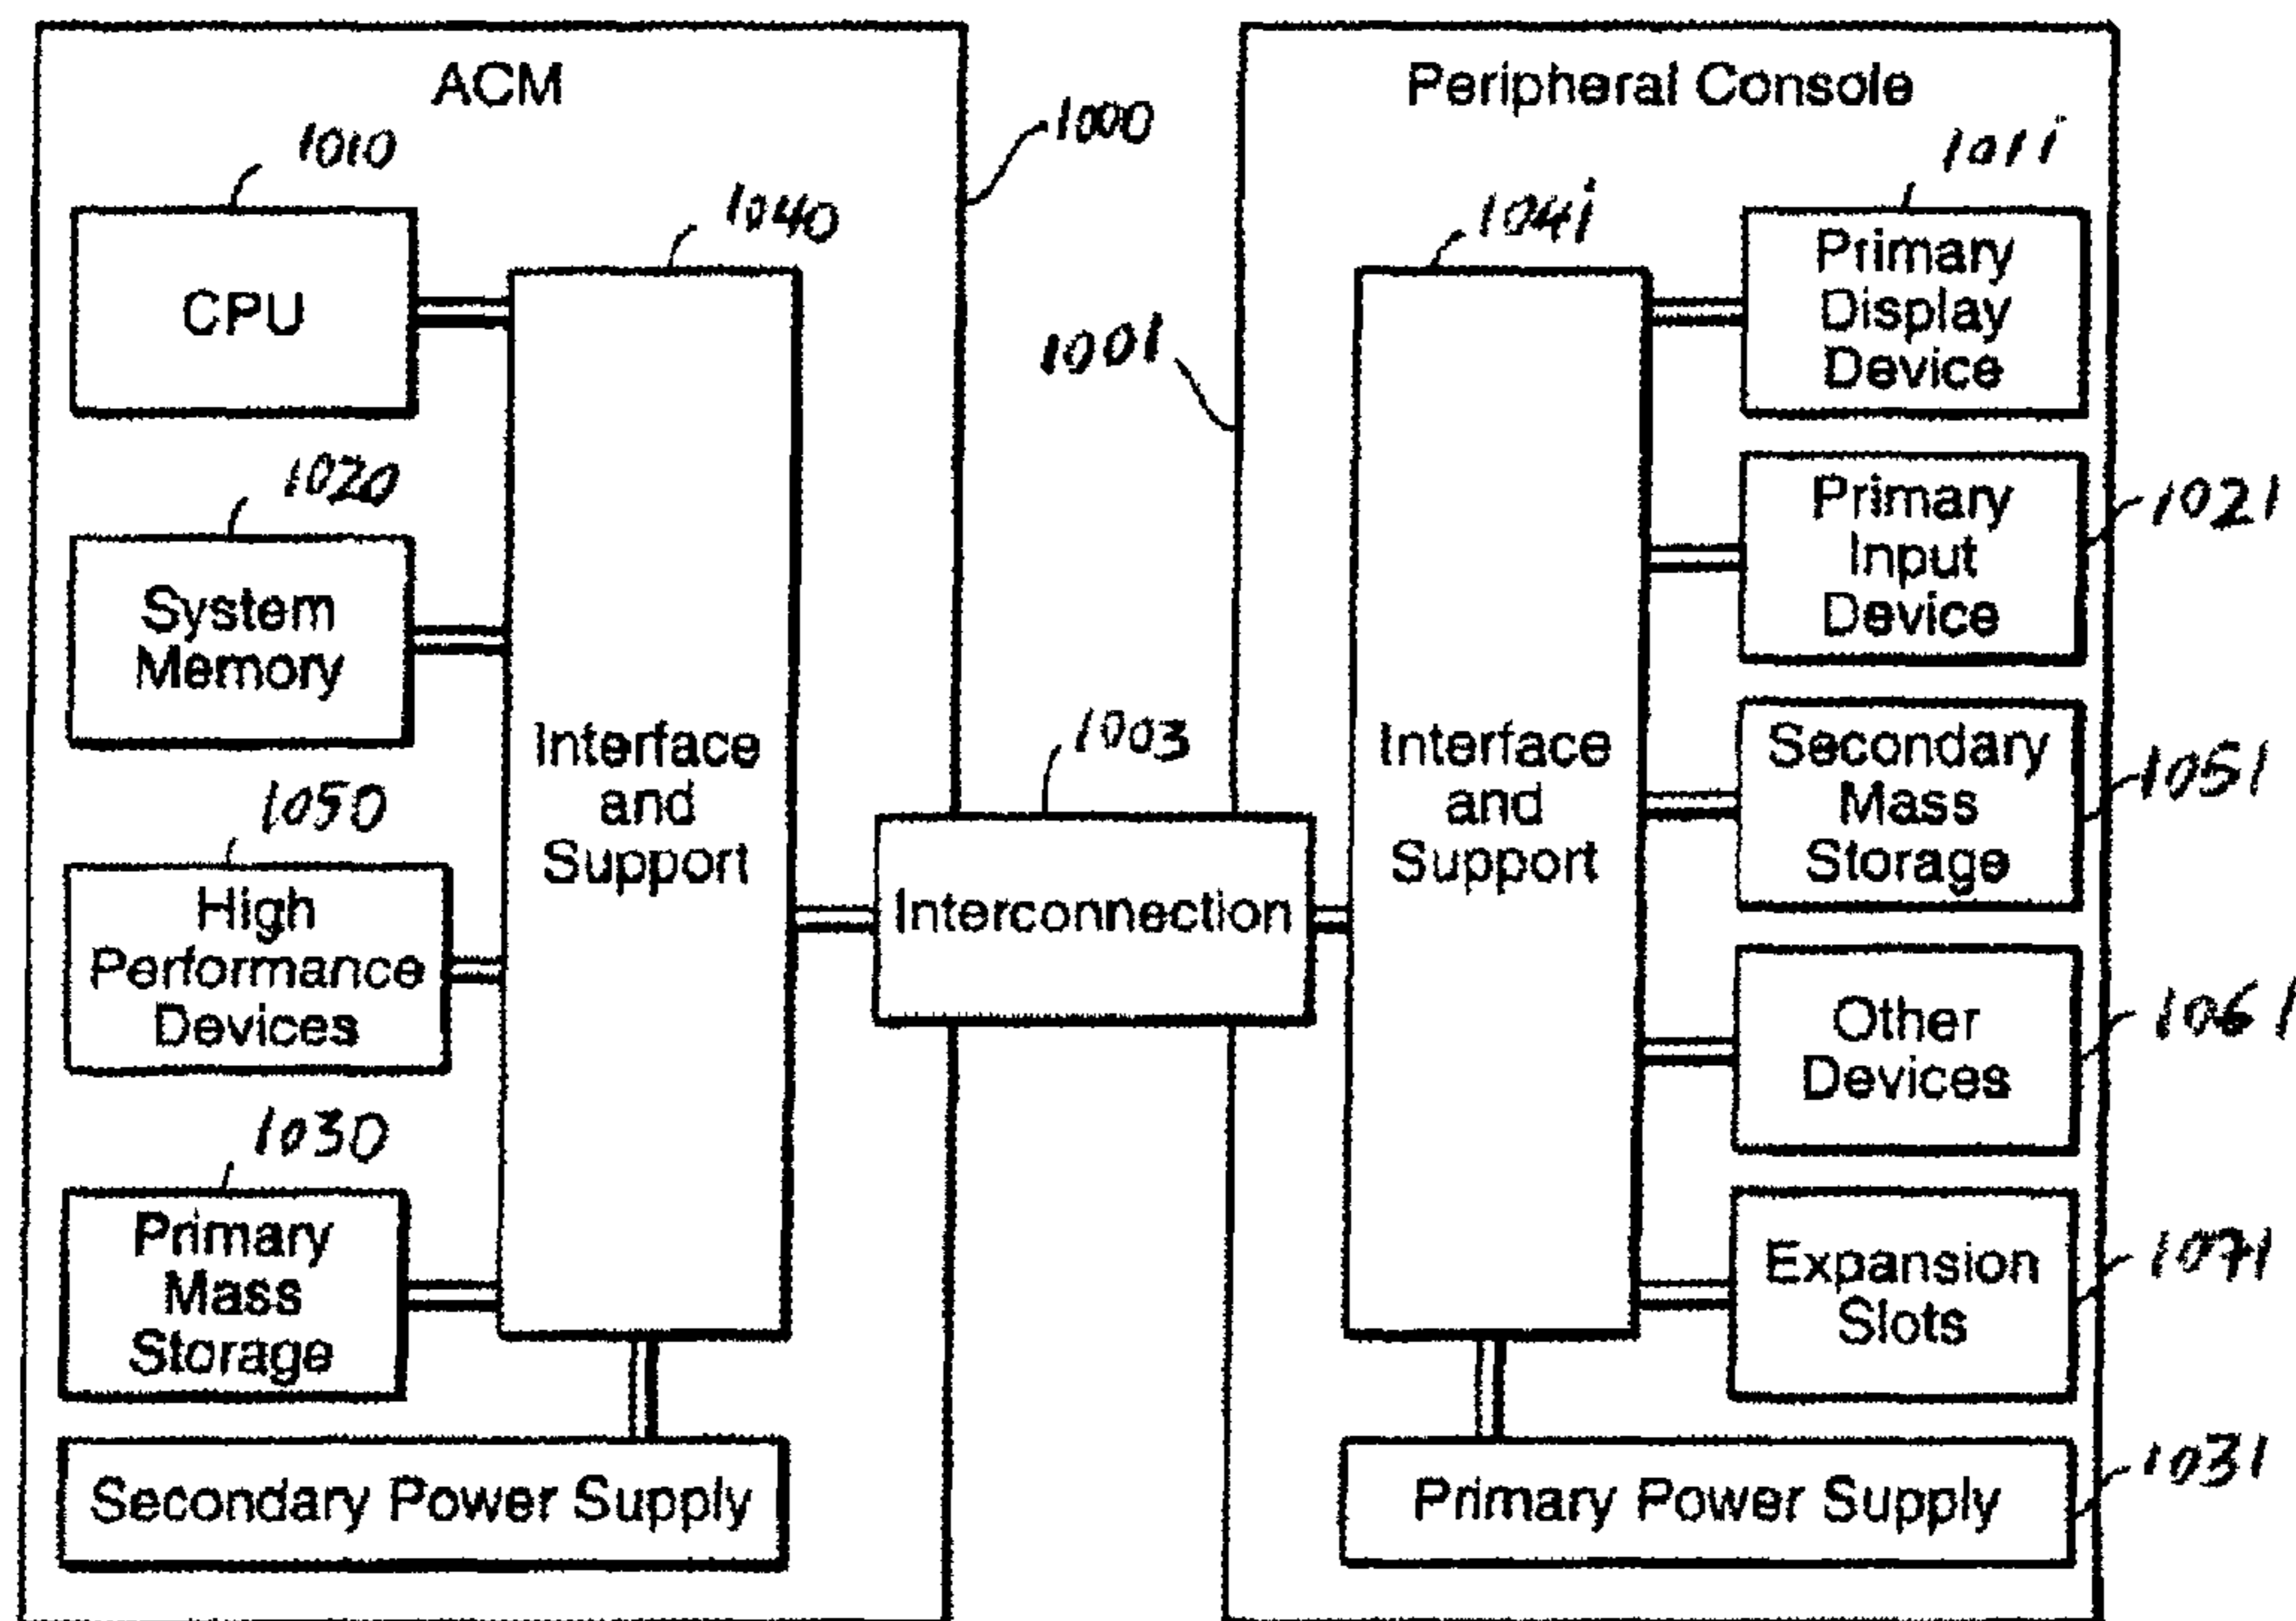 ACM
1000
1010
CPU
1040
1020
System
Memory
1050
High
Performance
Devices
1030
Primary
Mass
Storage
Interface
and
Support
Secondary Power Supply
1003
Interconnection
Peripheral Console
1001
1041
1011
Primary
Display
Device
Primary
Input
Device
1021
Secondary
Mass
Storage
1051
Other
Devices
1061
Expansion
Slots
1071
Interface
and
Support
Primary Power Supply
1031